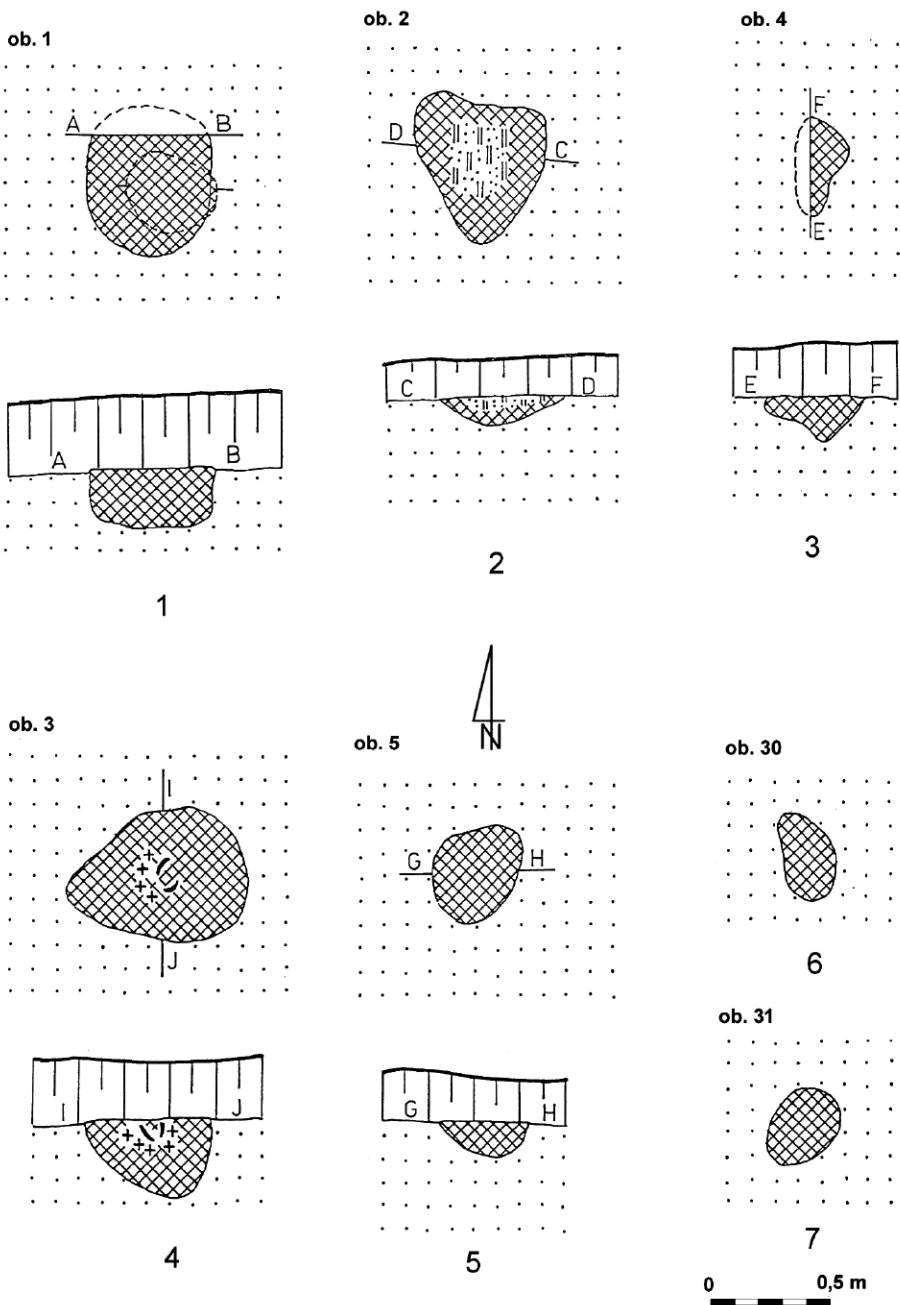 ob. 1
A B
A B
1
ob. 2
D C
C D
2
ob. 4
F
E
E F
3
N
ob. 3
I
J
I J
4
ob. 5
G H
G H
5
ob. 30
6
ob. 31
7
0 0,5 m